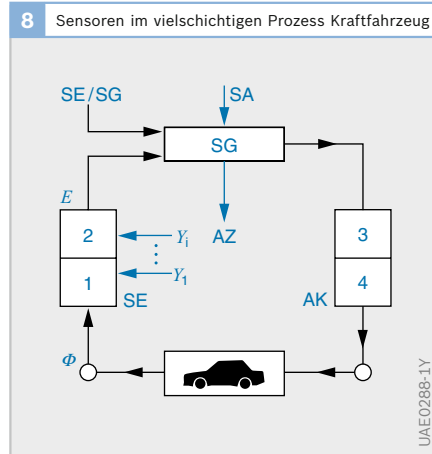 8 Sensoren im vielschichtigen Prozess Kraftfahrzeug
SE/SG
SA
SG
E
AZ
2
Yi
3
1
Y1
SE
4
AK
Φ
UAE0288-1Y